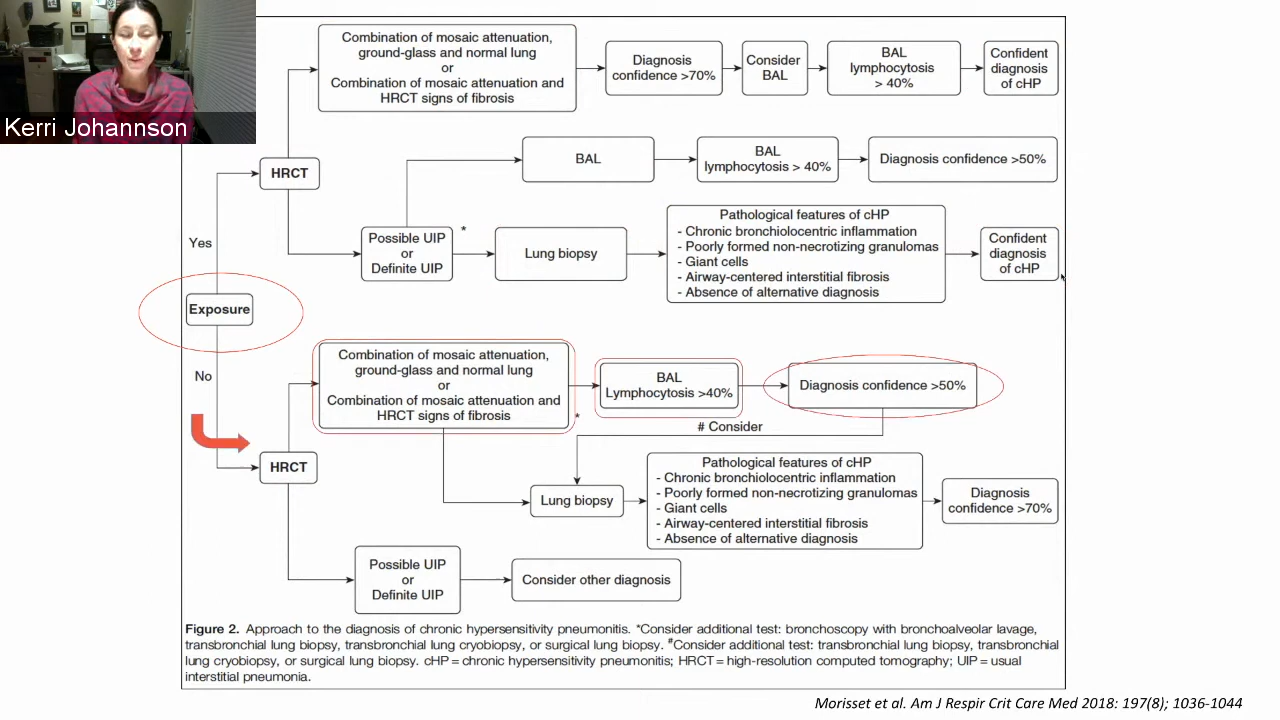 Kerri Johannson
Combination of mosaic attenuation,
ground-glass and normal lung
or
Combination of mosaic attenuation and
HRCT signs of fibrosis
Diagnosis
confidence >70%
Consider
BAL
BAL
lymphocytosis
> 40%
Confident
diagnosis
of cHP
HRCT
BAL
BAL
lymphocytosis > 40%
Diagnosis confidence >50%
Yes
Possible UIP
or
Definite UIP
*
Lung biopsy
Pathological features of cHP
- Chronic bronchiolocentric inflammation
- Poorly formed non-necrotizing granulomas
- Giant cells
- Airway-centered interstitial fibrosis
- Absence of alternative diagnosis
Confident
diagnosis
of cHP
Exposure
No
Combination of mosaic attenuation,
ground-glass and normal lung
or
Combination of mosaic attenuation and
HRCT signs of fibrosis
*
BAL
Lymphocytosis >40%
Diagnosis confidence >50%
# Consider
HRCT
Lung biopsy
Pathological features of cHP
- Chronic bronchiolocentric inflammation
- Poorly formed non-necrotizing granulomas
- Giant cells
- Airway-centered interstitial fibrosis
- Absence of alternative diagnosis
Diagnosis
confidence >70%
Possible UIP
or
Definite UIP
Consider other diagnosis
Figure 2. Approach to the diagnosis of chronic hypersensitivity pneumonitis. *Consider additional test: bronchoscopy with bronchoalveolar lavage,
transbronchial lung biopsy, transbronchial lung cryobiopsy, or surgical lung biopsy. #Consider additional test: transbronchial lung biopsy, transbronchial
lung cryobiopsy, or surgical lung biopsy. cHP = chronic hypersensitivity pneumonitis; HRCT = high-resolution computed tomography; UIP = usual
interstitial pneumonia.
Morisset et al. Am J Respir Crit Care Med 2018: 197(8); 1036-1044